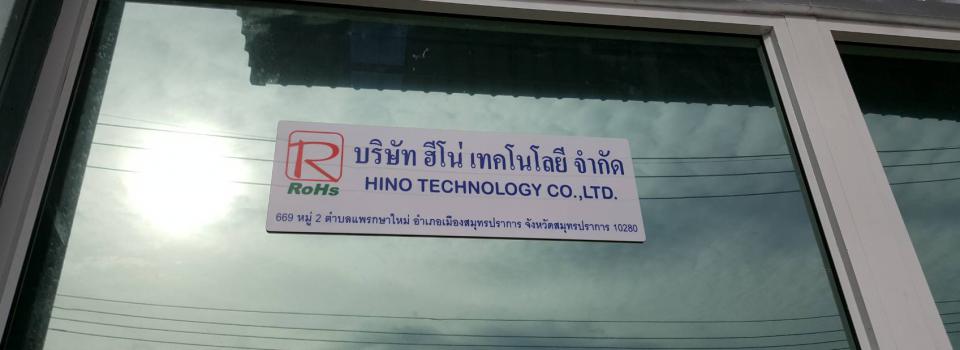 R
RoHs
บริษัท ฮีโน่ เทคโนโลยี จำกัด
HINO TECHNOLOGY CO.,LTD.
669 หมู่ 2 ตำบลแพรกษาใหม่ อำเภอเมืองสมุทรปราการ จังหวัดสมุทรปราการ 10280